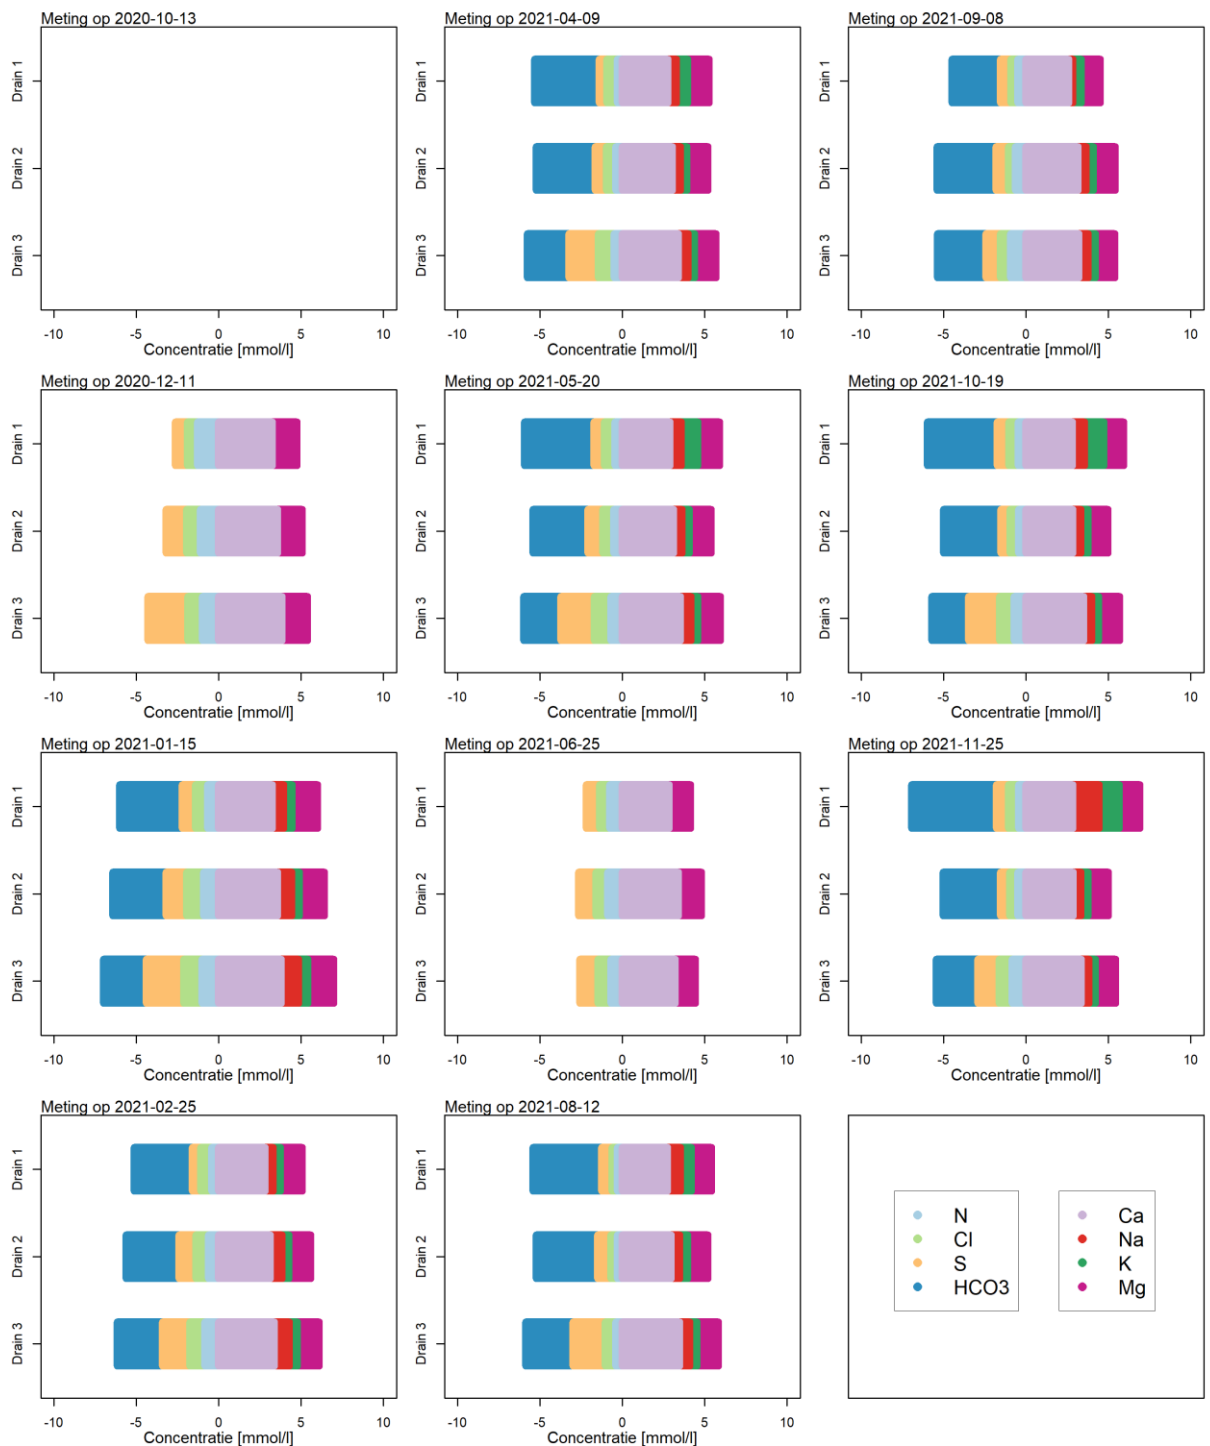 Meting op 2020-10-13
Drain 1
Drain 2
Drain 3
-10 -5 0 5 10
Concentratie [mmol/l]
Meting op 2021-04-09
Drain 1
Drain 2
Drain 3
-10 -5 0 5 10
Concentratie [mmol/l]
Meting op 2021-09-08
Drain 1
Drain 2
Drain 3
-10 -5 0 5 10
Concentratie [mmol/l]
Meting op 2020-12-11
Drain 1
Drain 2
Drain 3
-10 -5 0 5 10
Concentratie [mmol/l]
Meting op 2021-05-20
Drain 1
Drain 2
Drain 3
-10 -5 0 5 10
Concentratie [mmol/l]
Meting op 2021-10-19
Drain 1
Drain 2
Drain 3
-10 -5 0 5 10
Concentratie [mmol/l]
Meting op 2021-01-15
Drain 1
Drain 2
Drain 3
-10 -5 0 5 10
Concentratie [mmol/l]
Meting op 2021-06-25
Drain 1
Drain 2
Drain 3
-10 -5 0 5 10
Concentratie [mmol/l]
Meting op 2021-11-25
Drain 1
Drain 2
Drain 3
-10 -5 0 5 10
Concentratie [mmol/l]
Meting op 2021-02-25
Drain 1
Drain 2
Drain 3
-10 -5 0 5 10
Concentratie [mmol/l]
Meting op 2021-08-12
Drain 1
Drain 2
Drain 3
-10 -5 0 5 10
Concentratie [mmol/l]
N
Cl
S
HCO3
Ca
Na
K
Mg